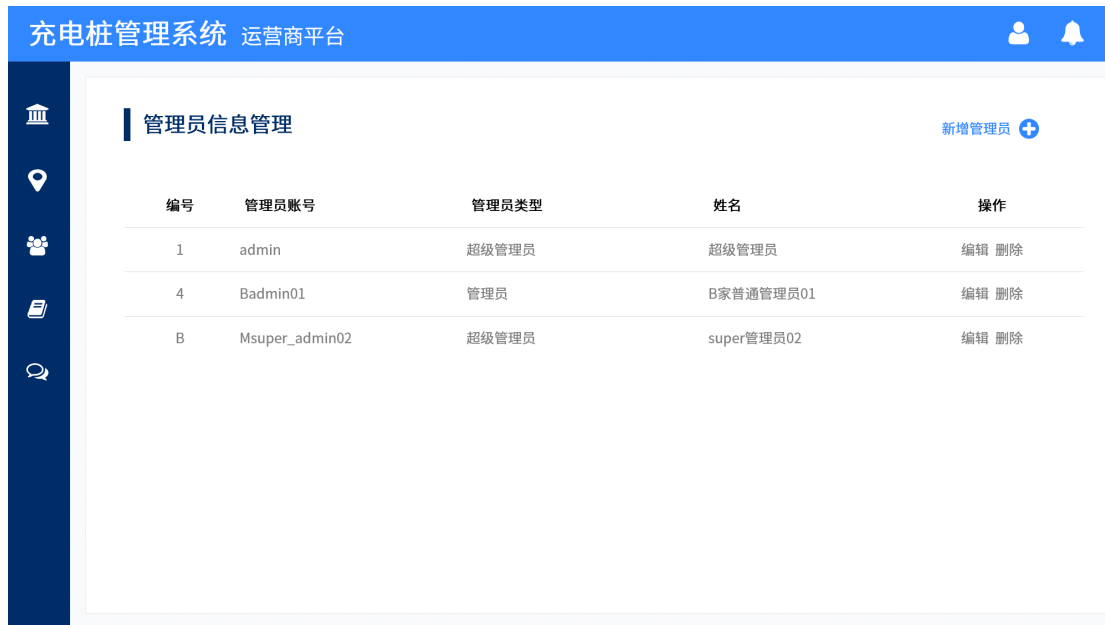 充电桩管理系统 运营商平台
管理员信息管理
新增管理员
编号 管理员账号 管理员类型 姓名 操作
1 admin 超级管理员 超级管理员 编辑 删除
4 Badmin01 管理员 B家普通管理员01 编辑 删除
B Msuper_admin02 超级管理员 super管理员02 编辑 删除